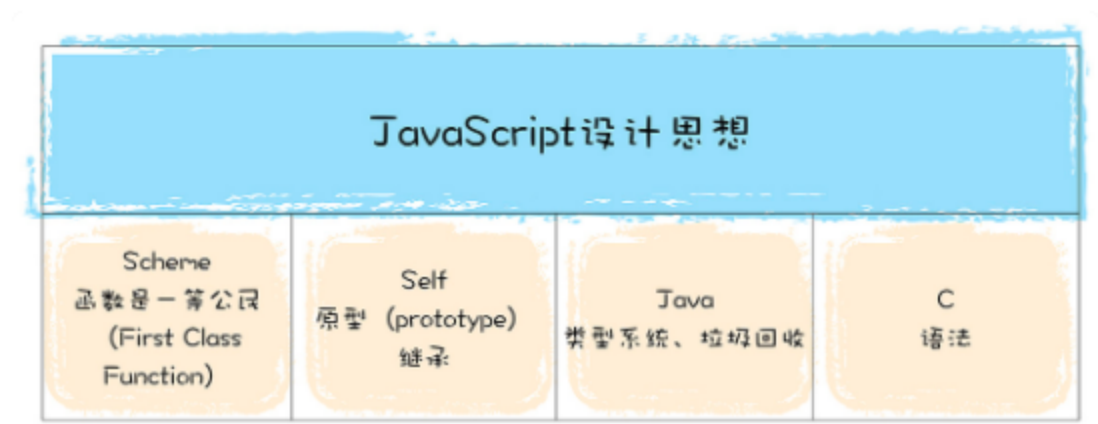 JavaScript设计思想
Scheme
函数是一等公民
(First Class
Function)
Self
原型 (prototype)
继承
Java
类型系统、垃圾回收
C
语法